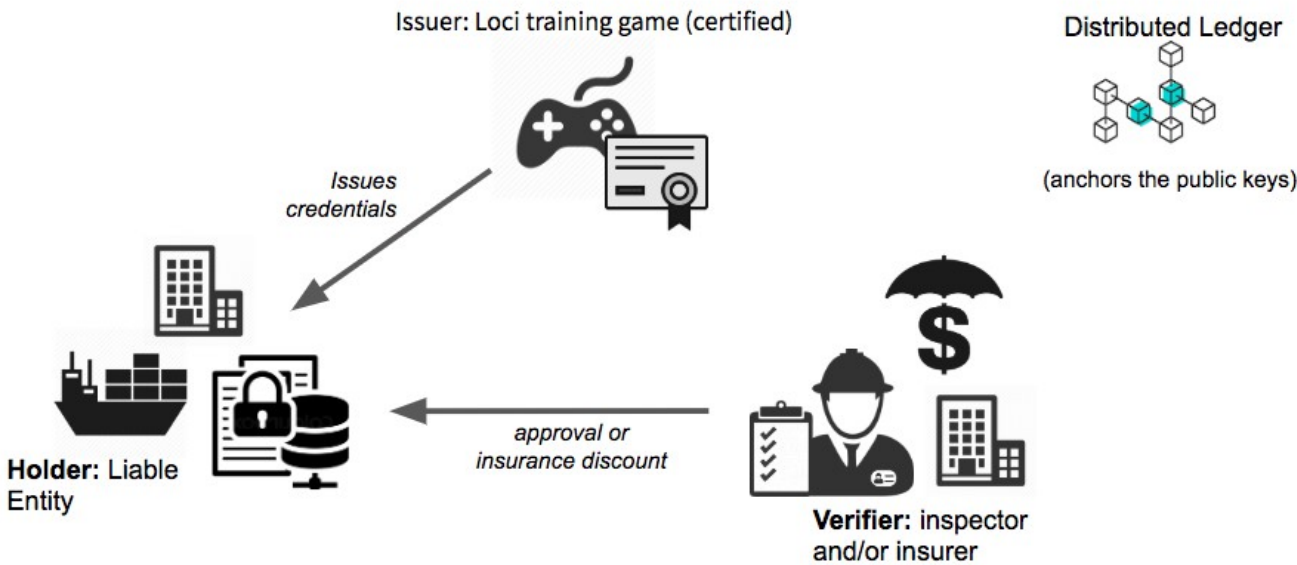 Issuer: Loci training game (certified)
Distributed Ledger
(anchors the public keys)
Issues
credentials
approval or
insurance discount
Holder: Liable
Entity
Verifier: inspector
and/or insurer